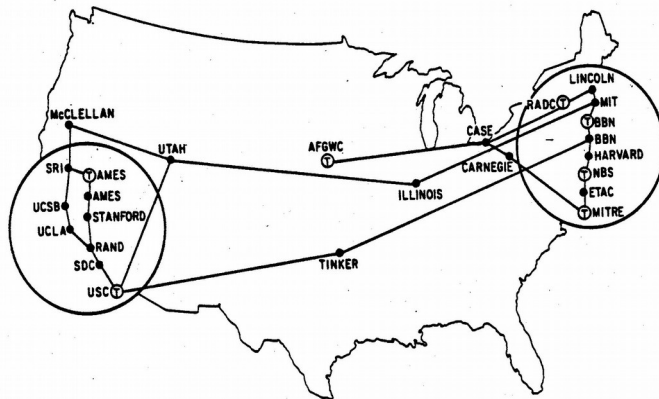 McCLELLAN
UTAH
SRI
T AMES
AMES
UCSB
STANFORD
UCLA
RAND
SDC
USC T
AFGWC
T
CASE
CARNEGIE
ILLINOIS
TINKER
LINCOLN
RADC T
MIT
T BBN
BBN
HARVARD
T NBS
ETAC
T MITRE